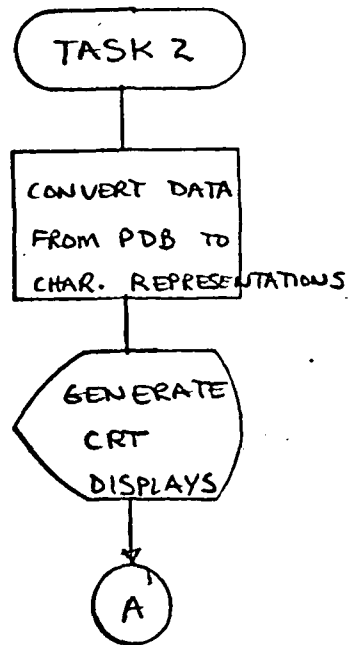 TASK 2
CONVERT DATA
FROM PDB TO
CHAR. REPRESENTATIONS
GENERATE
CRT
DISPLAYS
A